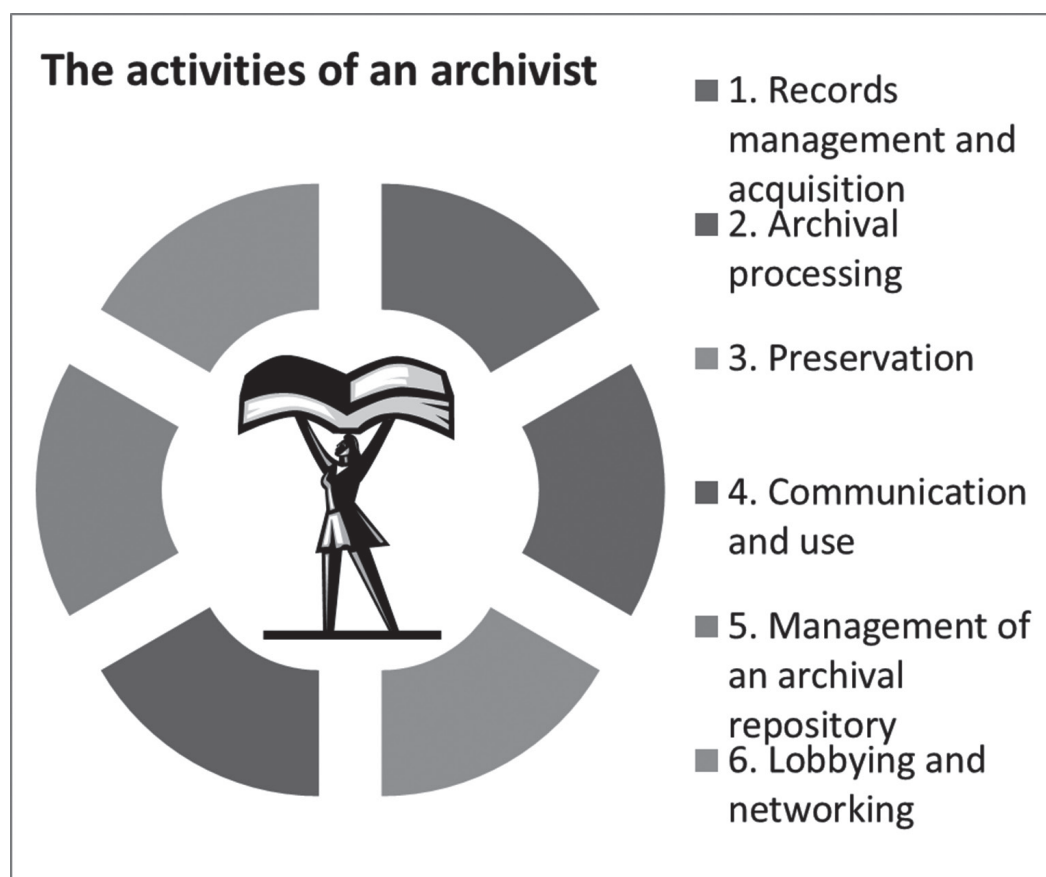 The activities of an archivist
1. Records
management and
acquisition
2. Archival
processing
3. Preservation
4. Communication
and use
5. Management of
an archival
repository
6. Lobbying and
networking